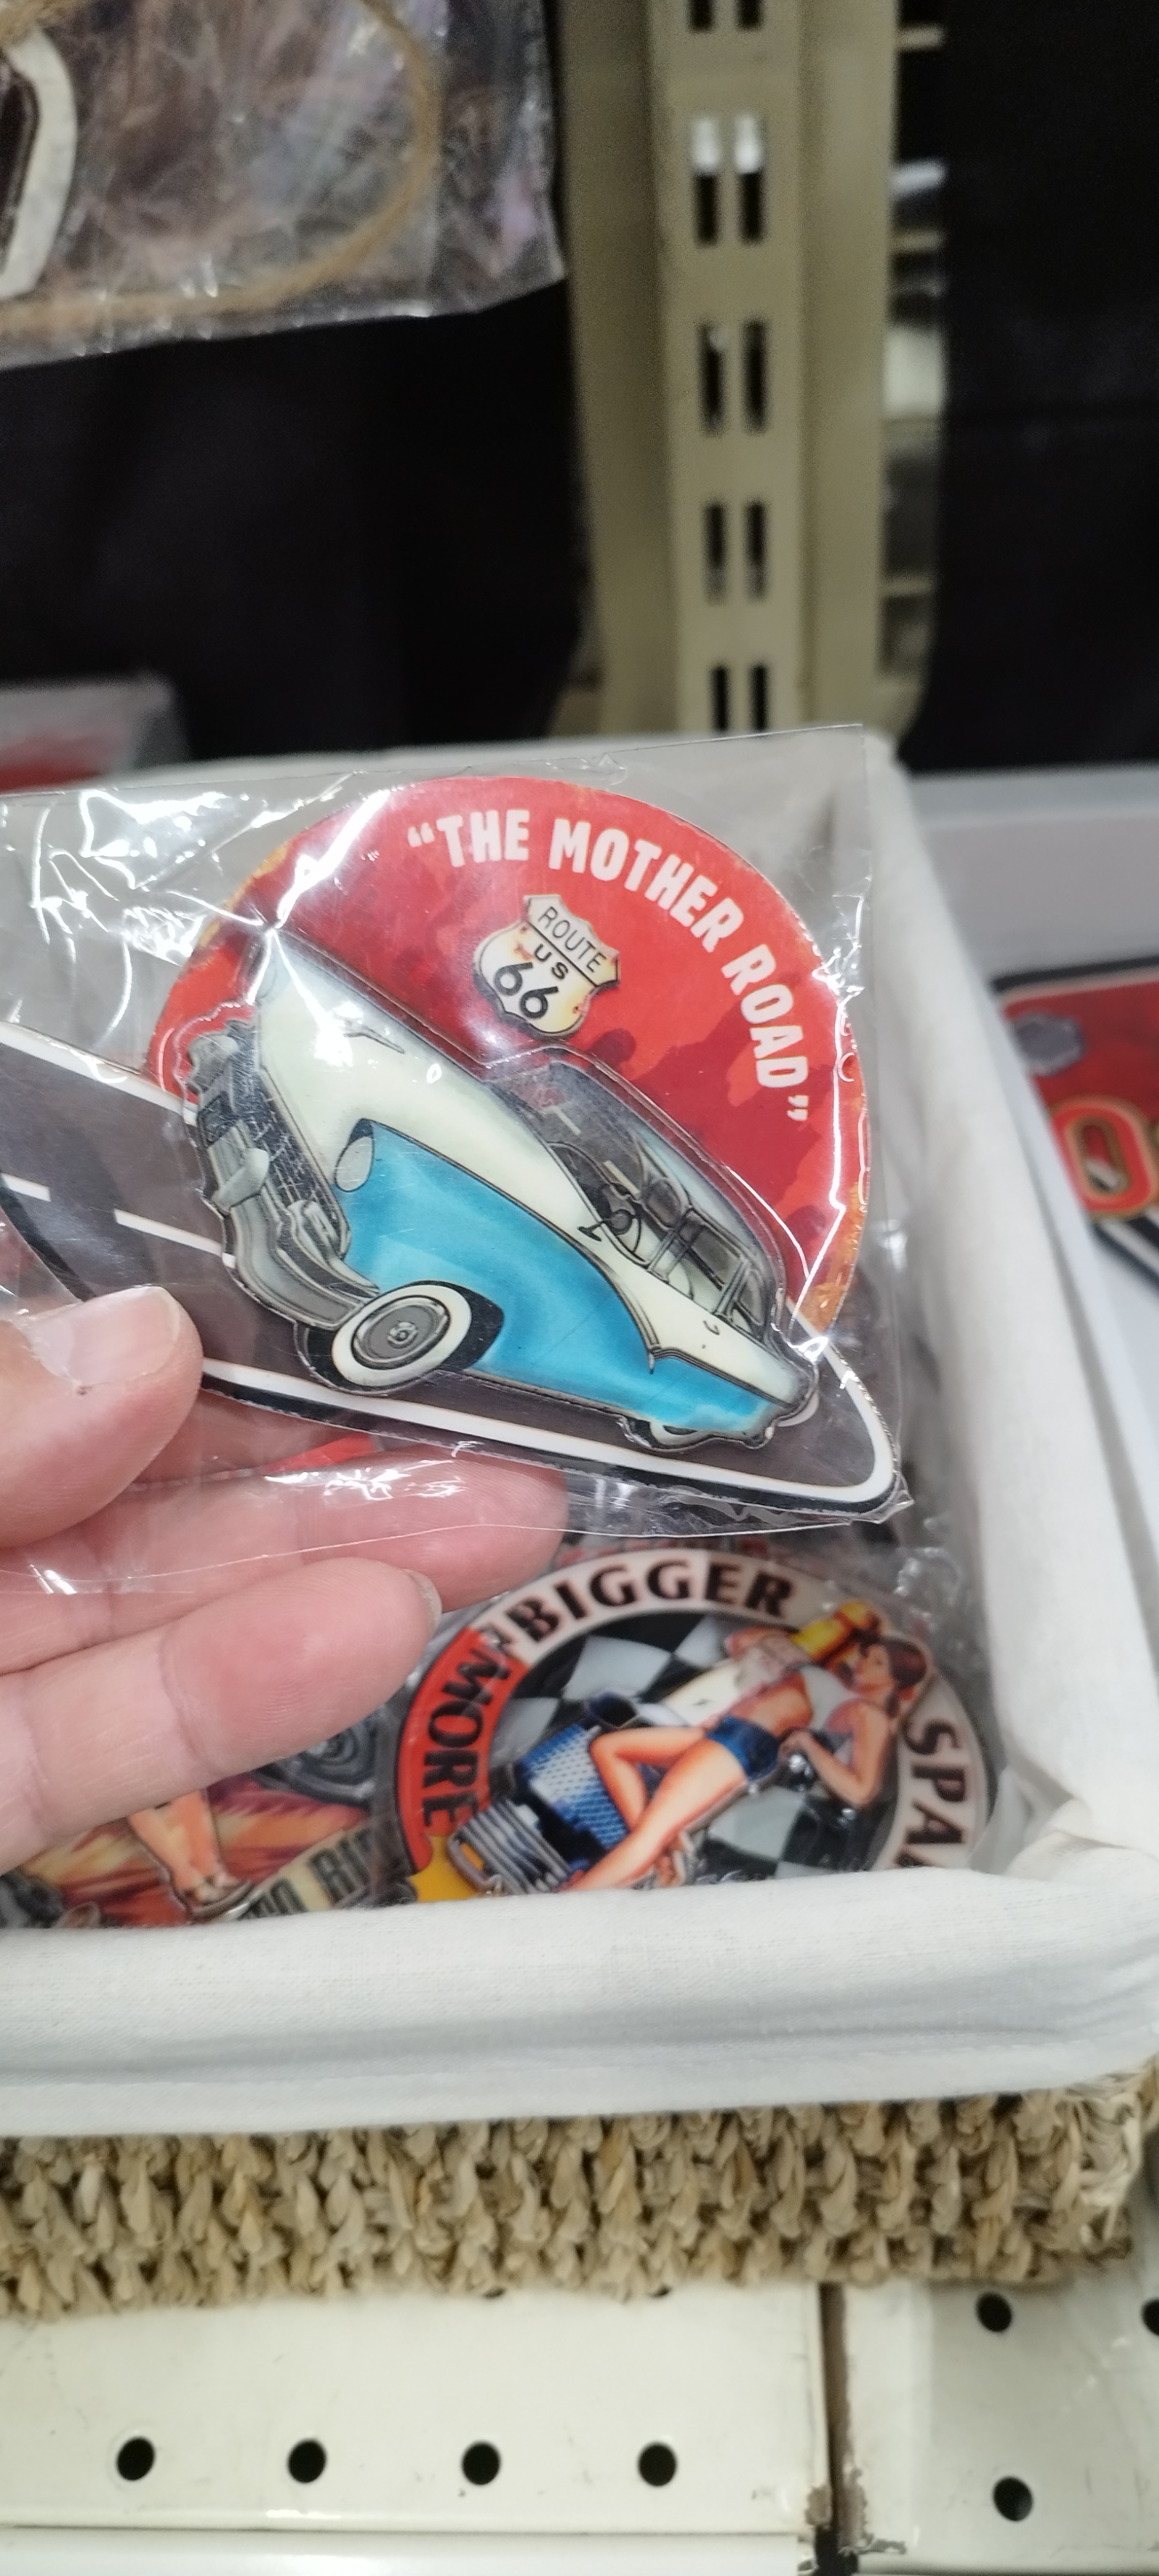 “THE MOTHER ROAD”
ROUTE
US
66
MORE
BIGGER